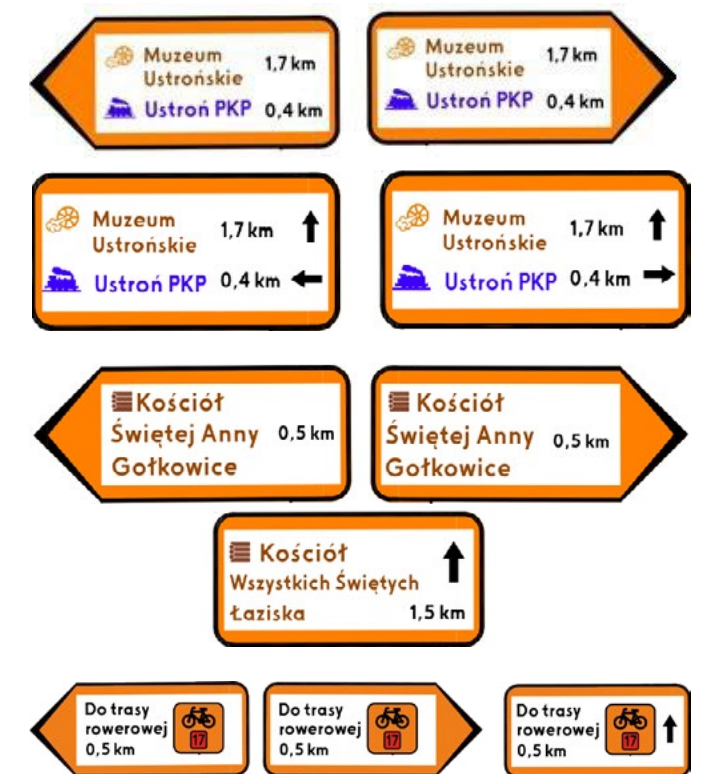 Muzeum
Ustrońskie 1,7 km
Ustroń PKP 0,4 km
Muzeum
Ustrońskie 1,7 km
Ustroń PKP 0,4 km
Muzeum
Ustrońskie 1,7 km
Ustroń PKP 0,4 km
Muzeum
Ustrońskie 1,7 km
Ustroń PKP 0,4 km
Kościół
Świętej Anny 0,5 km
Gołkowice
Kościół
Świętej Anny 0,5 km
Gołkowice
Kościół
Wszystkich Świętych
Łaziska 1,5 km
Do trasy
rowerowej
0,5 km
17
Do trasy
rowerowej
0,5 km
17
Do trasy
rowerowej
0,5 km
17